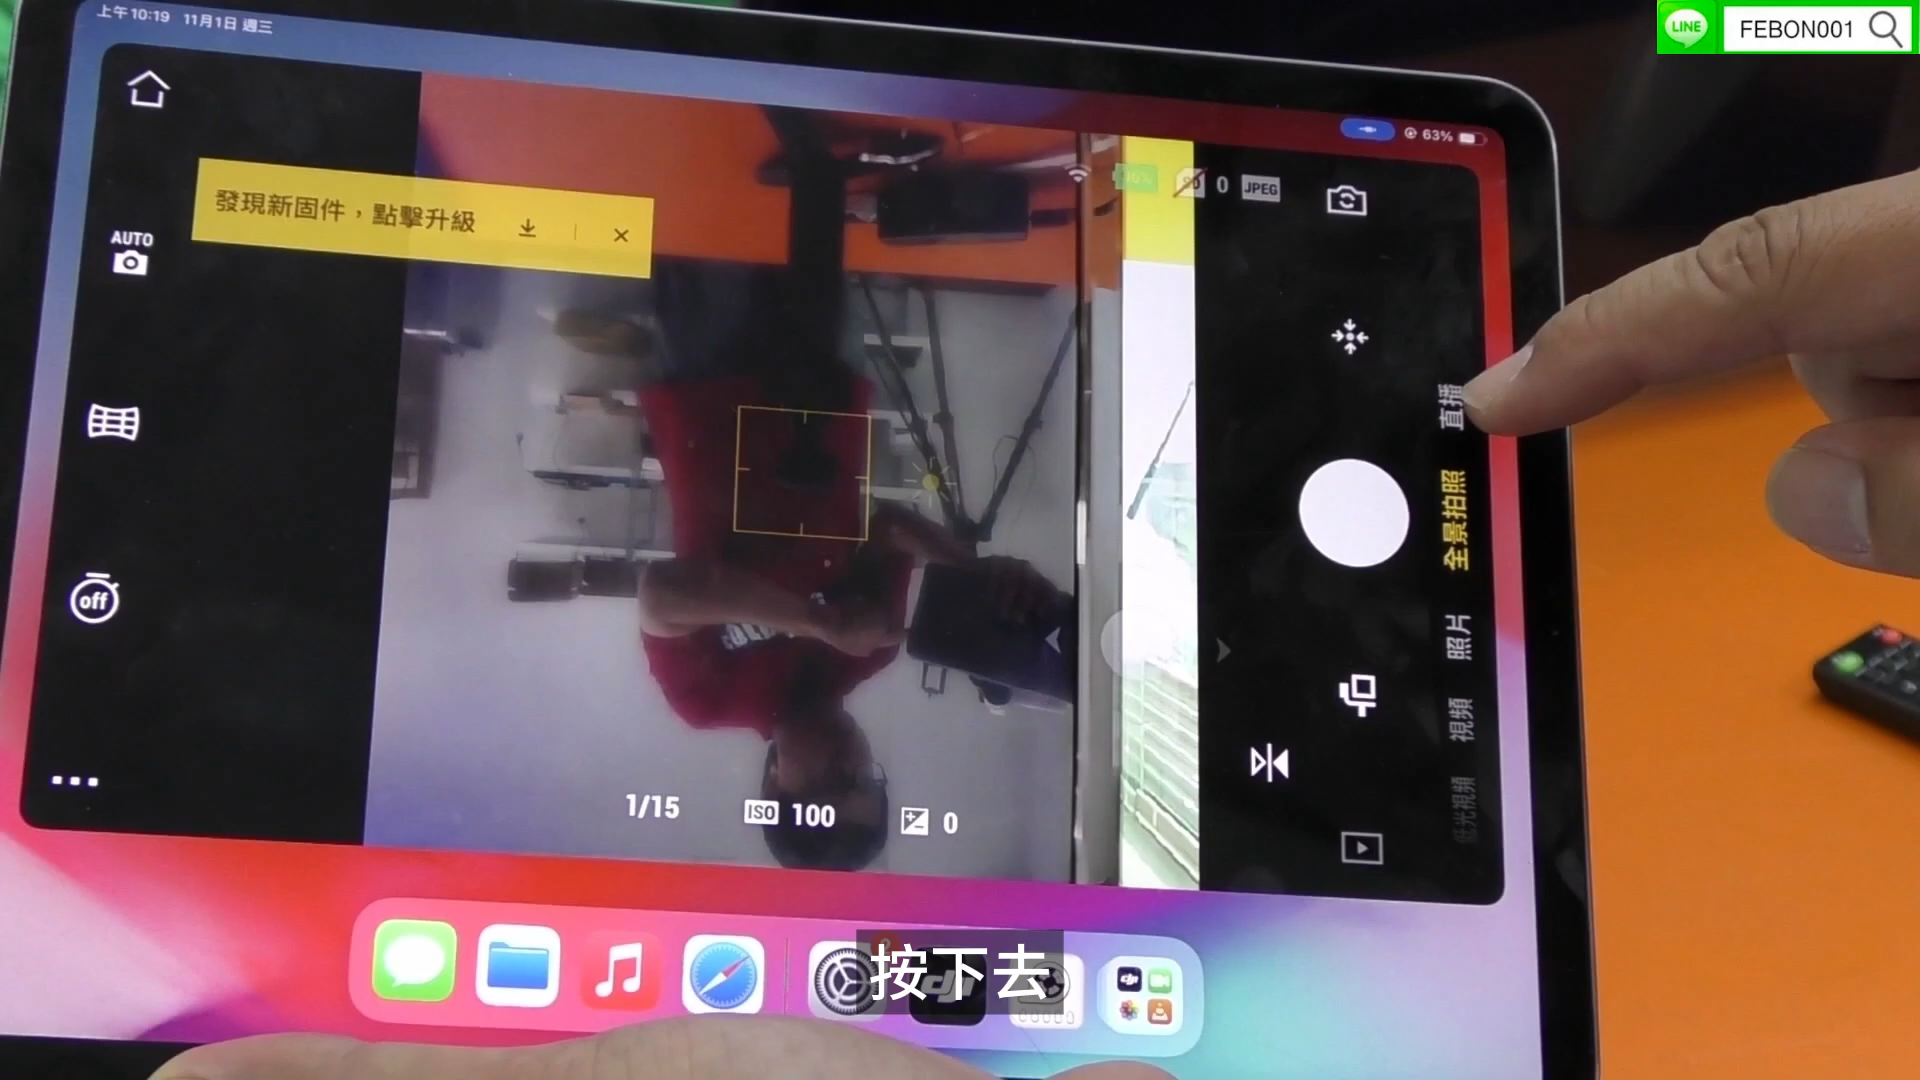 上午10:19 11月1日 週三
LINE
FEBON001
63%
發現新固件，點擊升級
0
JPEG
AUTO
直播
全景拍照
照片
視頻
低光視頻
off
1/15
ISO 100
0
按下去
dji